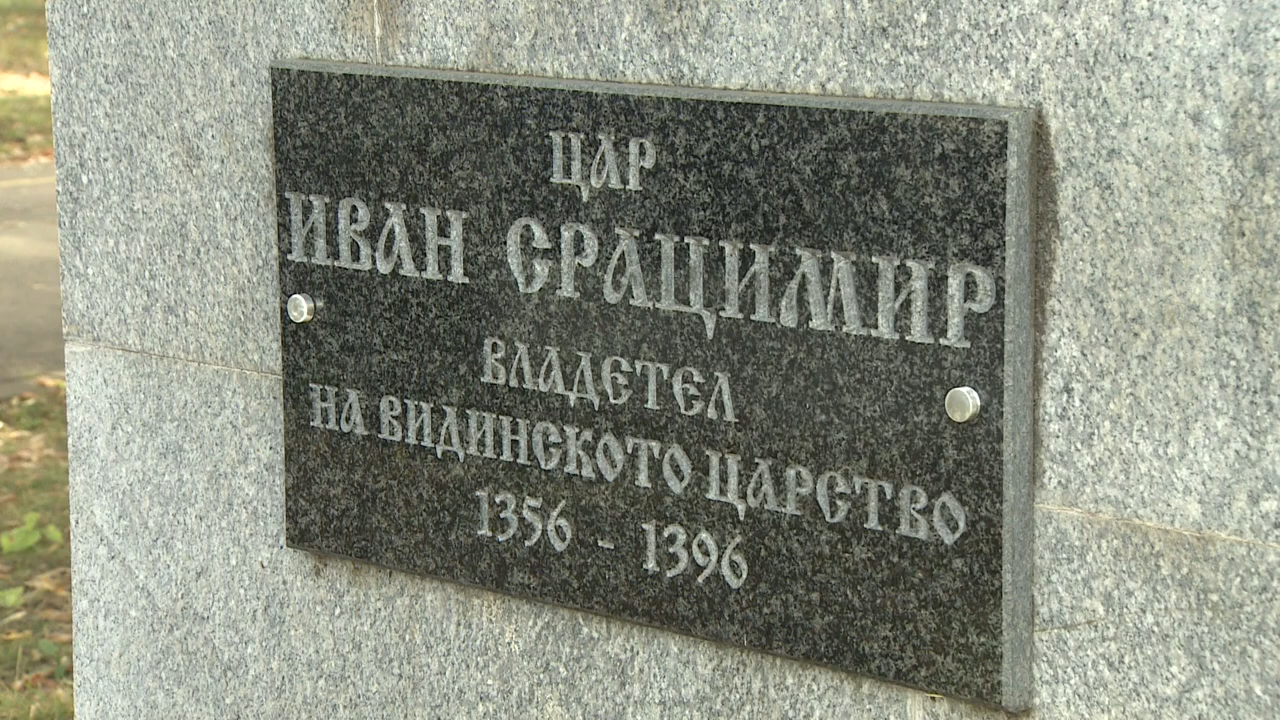 ЦАР
ИВАН СРАЦИМИР
ВЛАДЕТЕЛ
НА ВИДИНСКОТО ЦАРСТВО
1356 - 1396